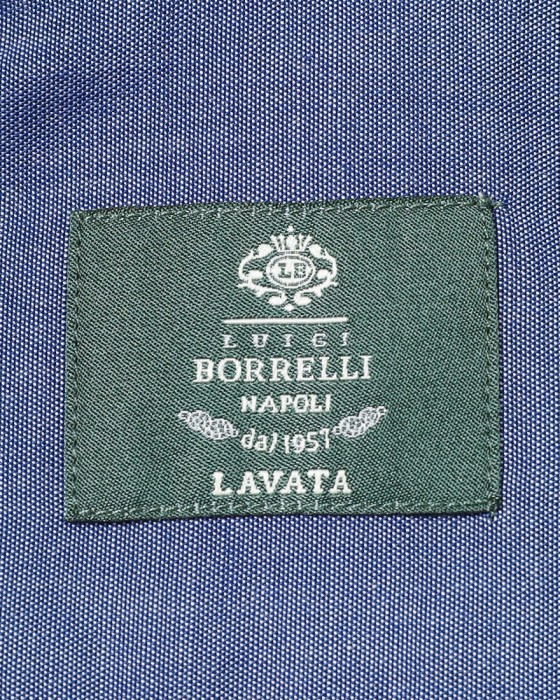 LB
LUIGI
BORRELLI
NAPOLI
dal 1957
LAVATA